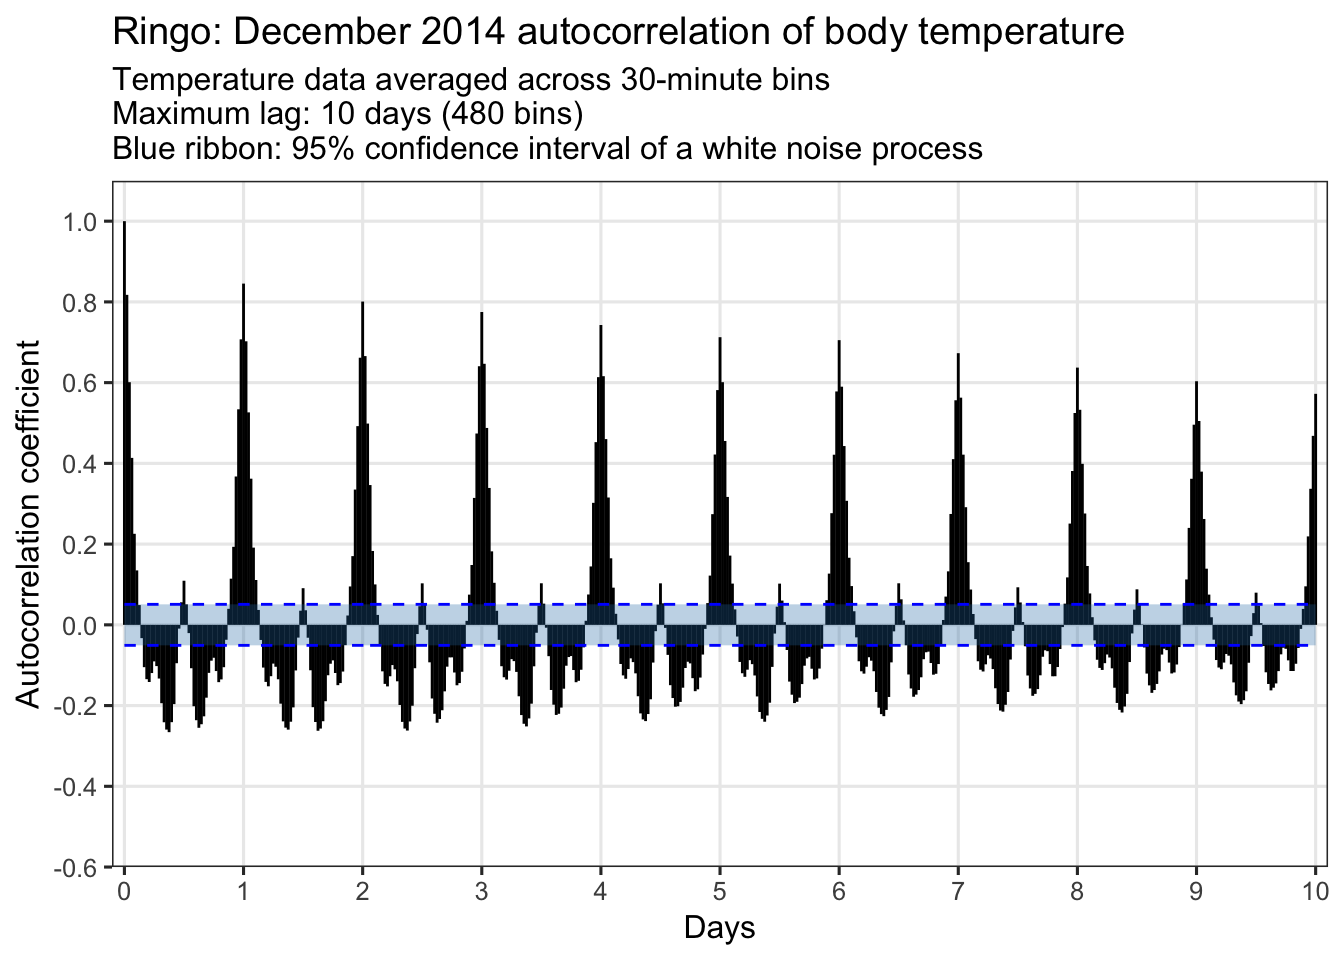 Ringo: December 2014 autocorrelation of body temperature
Temperature data averaged across 30-minute bins
Maximum lag: 10 days (480 bins)
Blue ribbon: 95% confidence interval of a white noise process
Autocorrelation coefficient
1.0
0.8
0.6
0.4
0.2
0.0
-0.2
-0.4
-0.6
0 1 2 3 4 5 6 7 8 9 10
Days